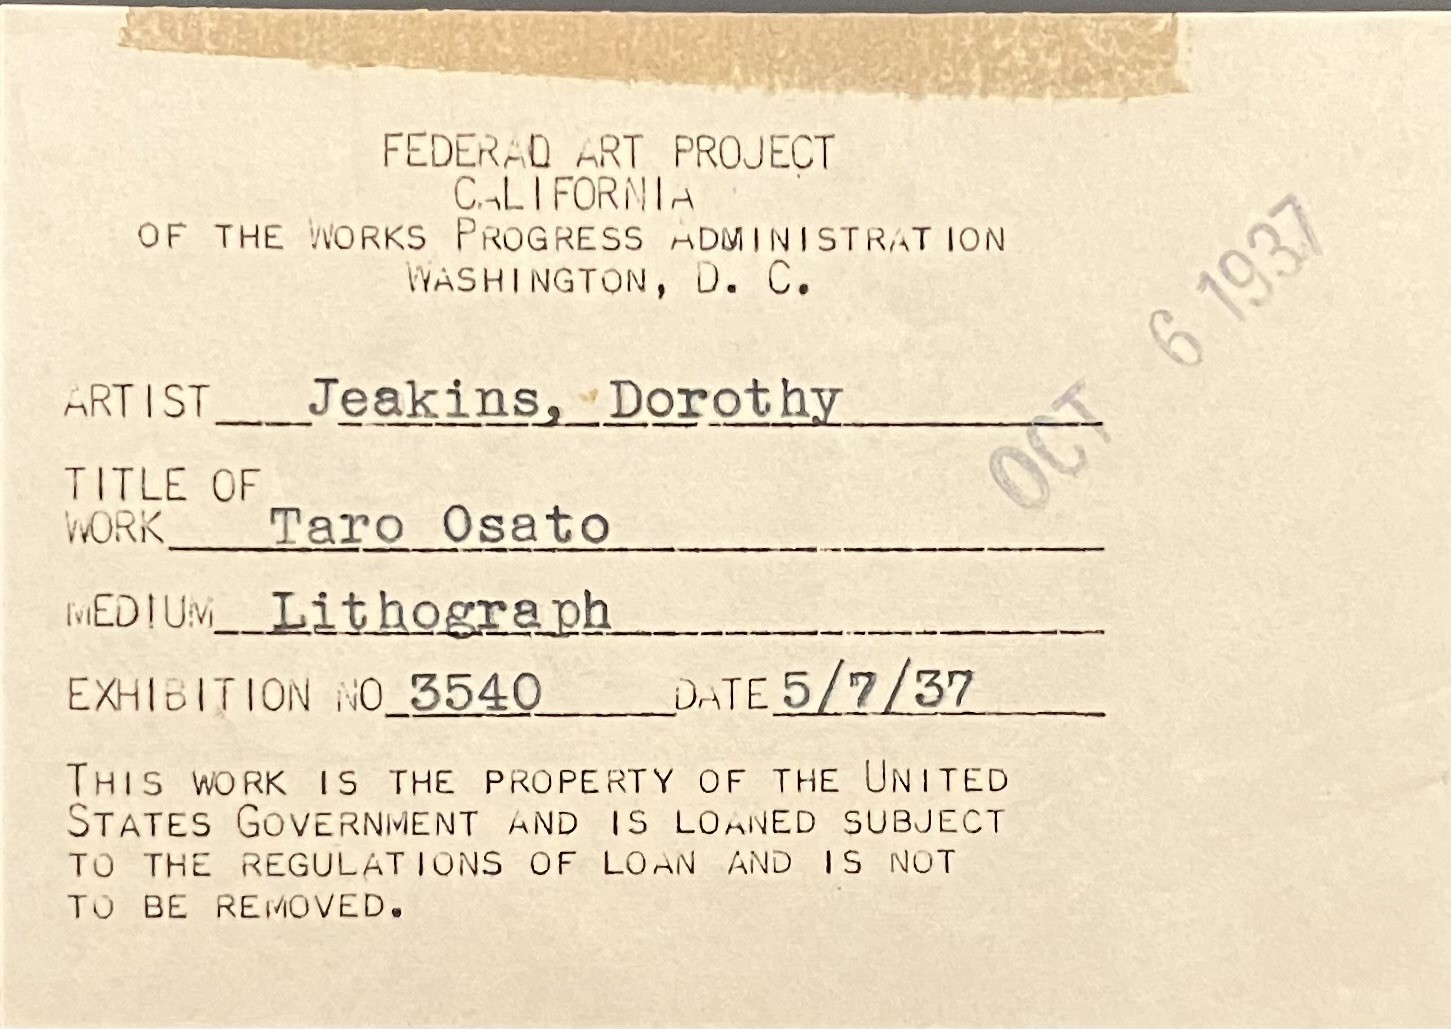 FEDERAL ART PROJECT
CALIFORNIA
OF THE WORKS PROGRESS ADMINISTRATION
WASHINGTON, D. C.
OCT 6 1937
ARTIST Jeakins, Dorothy
TITLE OF
WORK Taro Osato
MEDIUM Lithograph
EXHIBITION NO 3540 DATE 5/7/37
THIS WORK IS THE PROPERTY OF THE UNITED
STATES GOVERNMENT AND IS LOANED SUBJECT
TO THE REGULATIONS OF LOAN AND IS NOT
TO BE REMOVED.